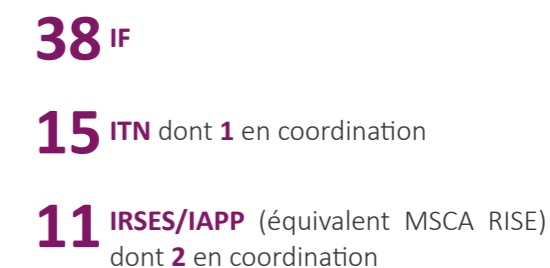 38 IF
15 ITN dont 1 en coordination
11 IRSES/IAPP (équivalent MSCA RISE)
dont 2 en coordination